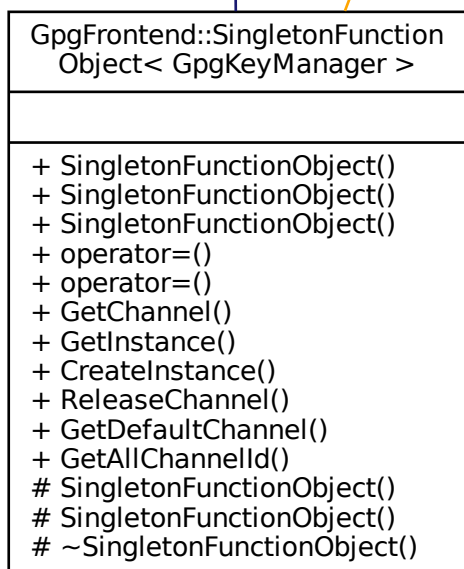 GpgFrontend::SingletonFunction
Object< GpgKeyManager >
+ SingletonFunctionObject()
+ SingletonFunctionObject()
+ SingletonFunctionObject()
+ operator=()
+ operator=()
+ GetChannel()
+ GetInstance()
+ CreateInstance()
+ ReleaseChannel()
+ GetDefaultChannel()
+ GetAllChannelId()
# SingletonFunctionObject()
# SingletonFunctionObject()
# ~SingletonFunctionObject()